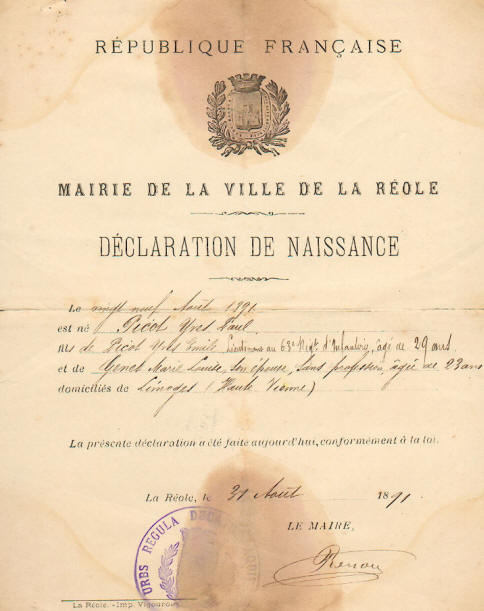 RÉPUBLIQUE FRANÇAISE
MAIRIE DE LA VILLE DE LA RÉOLE
DÉCLARATION DE NAISSANCE
Le vingt neuf Août 1891
est né Picot Yves Paul
fils de Picot Yves Emile Lieutenant au 63e Regt d'Infanterie, âgé de 29 ans
et de Marie Louise son épouse, sans profession, âgée de 23 ans
domiciliés de Limoges (Haute Vienne)
La présente déclaration a été faite aujourd'hui, conformément à la loi.
La Réole, le 31 Août 1891.
LE MAIRE,
URBS REGULA
La Réole. - Imp. Vigouroux